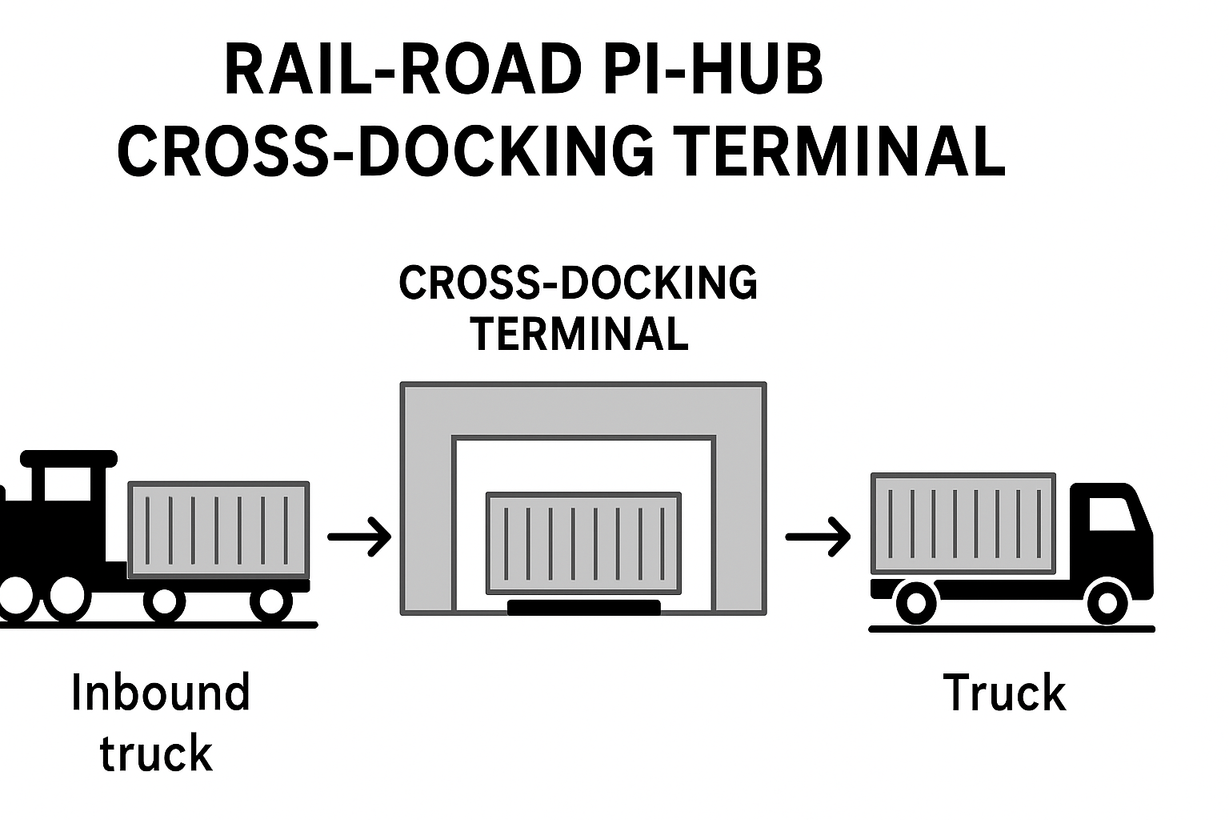 RAIL-ROAD PI-HUB
CROSS-DOCKING TERMINAL
CROSS-DOCKING
TERMINAL
Inbound
truck
Truck